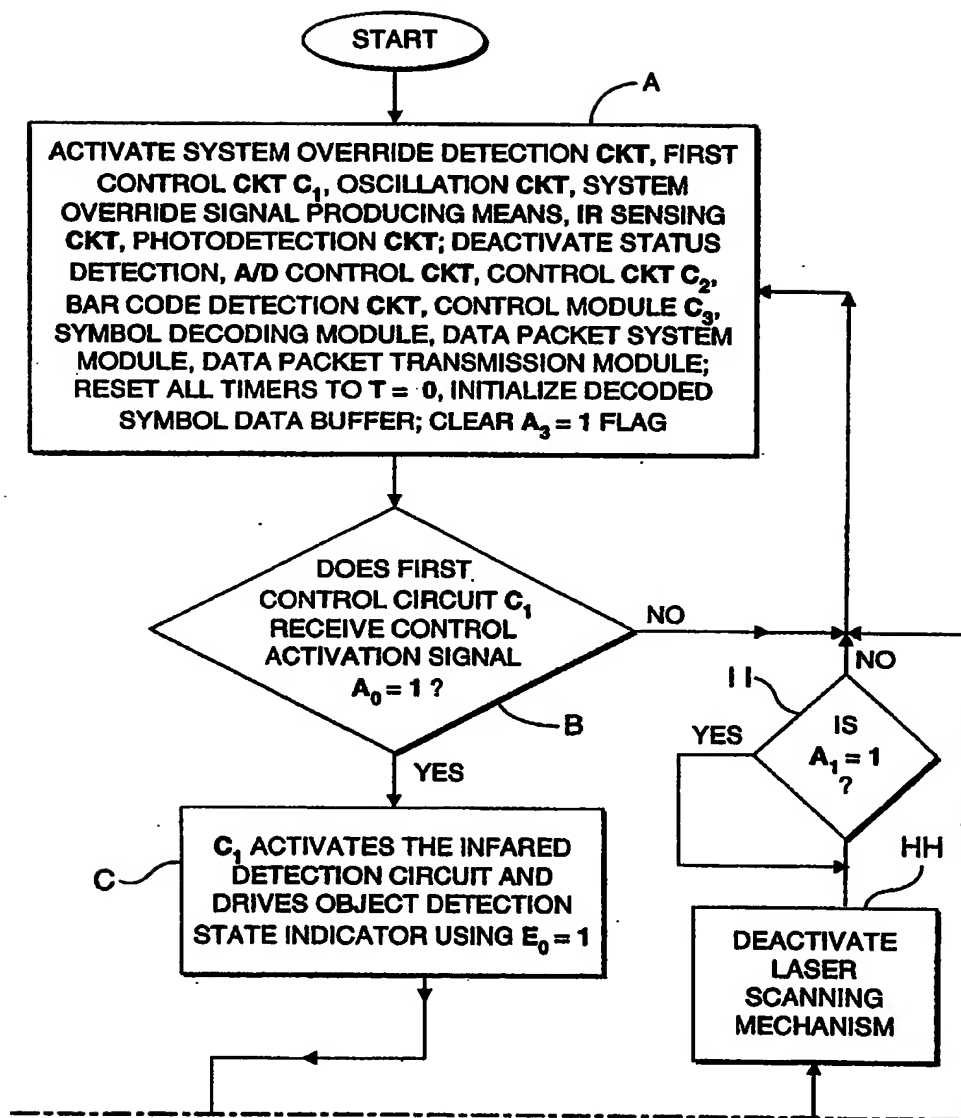 START
A
ACTIVATE SYSTEM OVERRIDE DETECTION CKT, FIRST
CONTROL CKT C₁, OSCILLATION CKT, SYSTEM
OVERRIDE SIGNAL PRODUCING MEANS, IR SENSING
CKT, PHOTODETECTION CKT; DEACTIVATE STATUS
DETECTION, A/D CONTROL CKT, CONTROL CKT C₂,
BAR CODE DETECTION CKT, CONTROL MODULE C₃,
SYMBOL DECODING MODULE, DATA PACKET SYSTEM
MODULE, DATA PACKET TRANSMISSION MODULE;
RESET ALL TIMERS TO T = 0, INITIALIZE DECODED
SYMBOL DATA BUFFER; CLEAR A₃ = 1 FLAG
DOES FIRST
CONTROL CIRCUIT C₁
RECEIVE CONTROL
ACTIVATION SIGNAL
A₀ = 1 ?
NO
B
YES
C
C₁ ACTIVATES THE INFARED
DETECTION CIRCUIT AND
DRIVES OBJECT DETECTION
STATE INDICATOR USING E₀ = 1
NO
II
YES
IS
A₁ = 1
?
HH
DEACTIVATE
LASER
SCANNING
MECHANISM